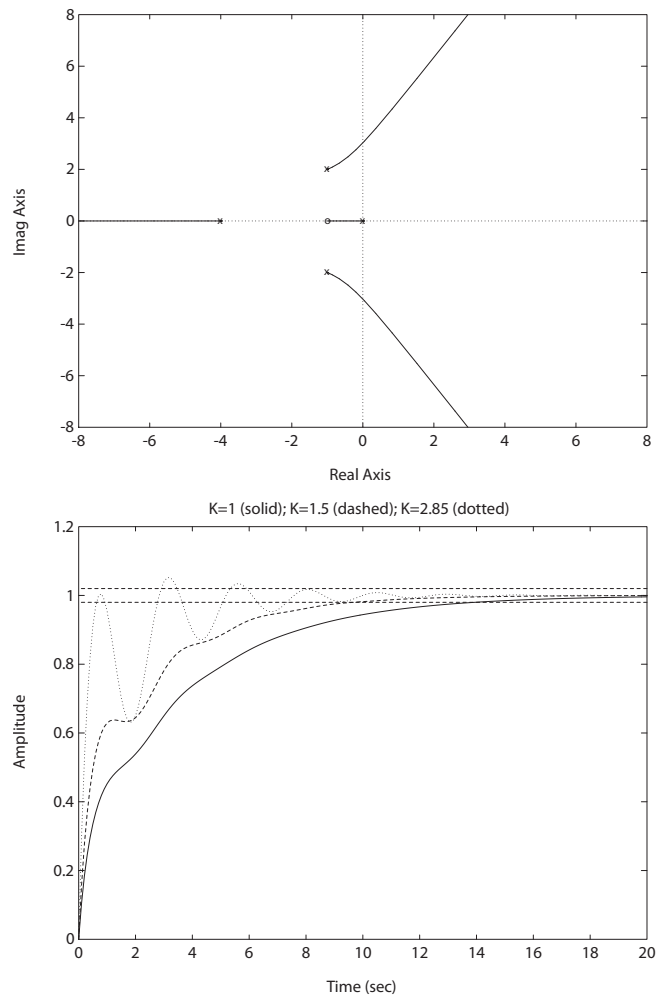 8
6
4
2
0
-2
-4
-6
-8
Imag Axis
x
x
o
x
x
-8 -6 -4 -2 0 2 4 6 8
Real Axis
K=1 (solid); K=1.5 (dashed); K=2.85 (dotted)
1.2
1
0.8
0.6
0.4
0.2
0
Amplitude
0 2 4 6 8 10 12 14 16 18 20
Time (sec)